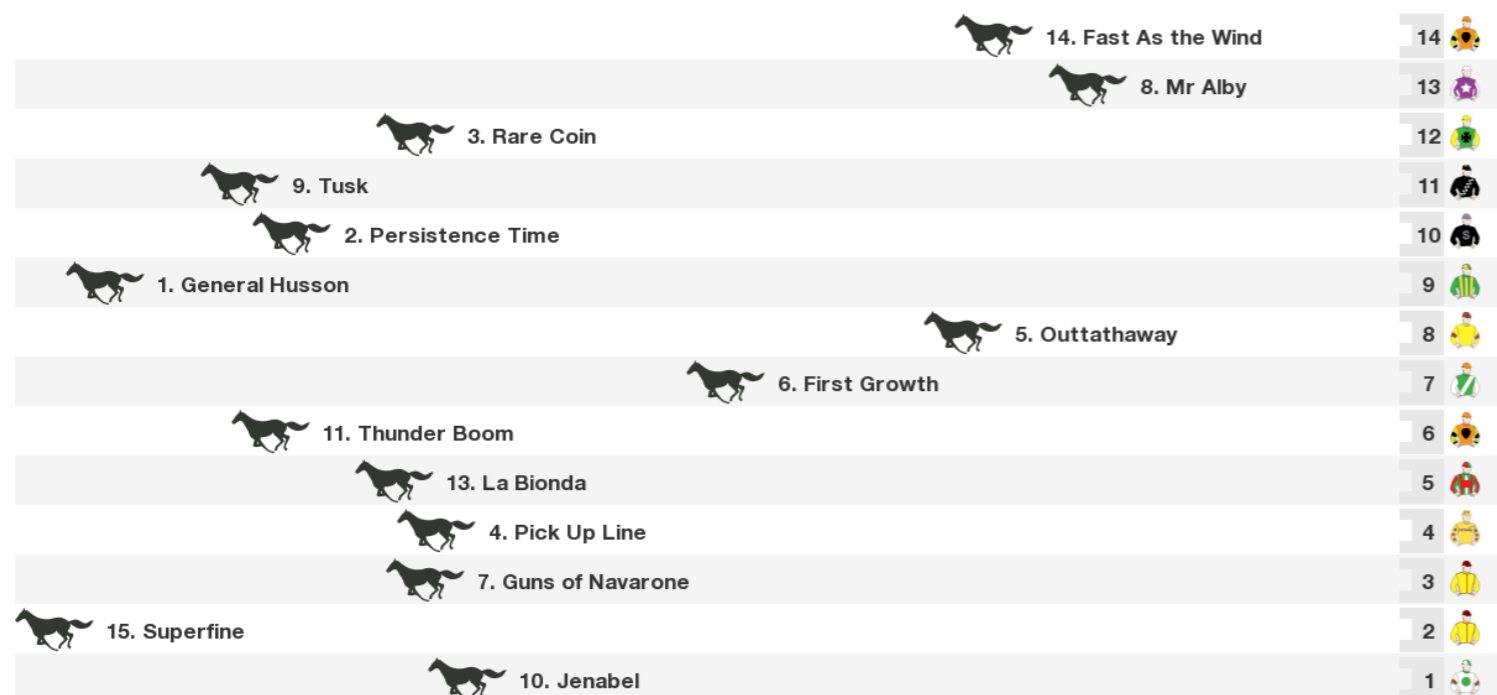 14. Fast As the Wind 14
8. Mr Alby 13
3. Rare Coin 12
9. Tusk 11
2. Persistence Time 10
1. General Husson 9
5. Outtathaway 8
6. First Growth 7
11. Thunder Boom 6
13. La Bionda 5
4. Pick Up Line 4
7. Guns of Navarone 3
15. Superfine 2
10. Jenabel 1